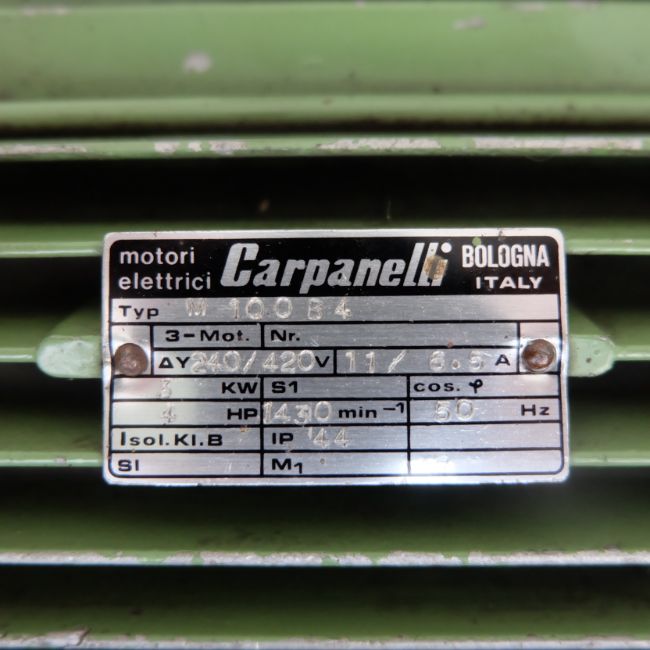 motori
elettrici Carpanelli BOLOGNA
ITALY
Typ M 100 B 4
3-Mot. Nr.
ΔY 240/420 V 11/ 6.5 A
3 KW S1 cos. φ
4 HP 1430 min⁻¹ 50 Hz
Isol.Kl.B IP 44
SI M₁